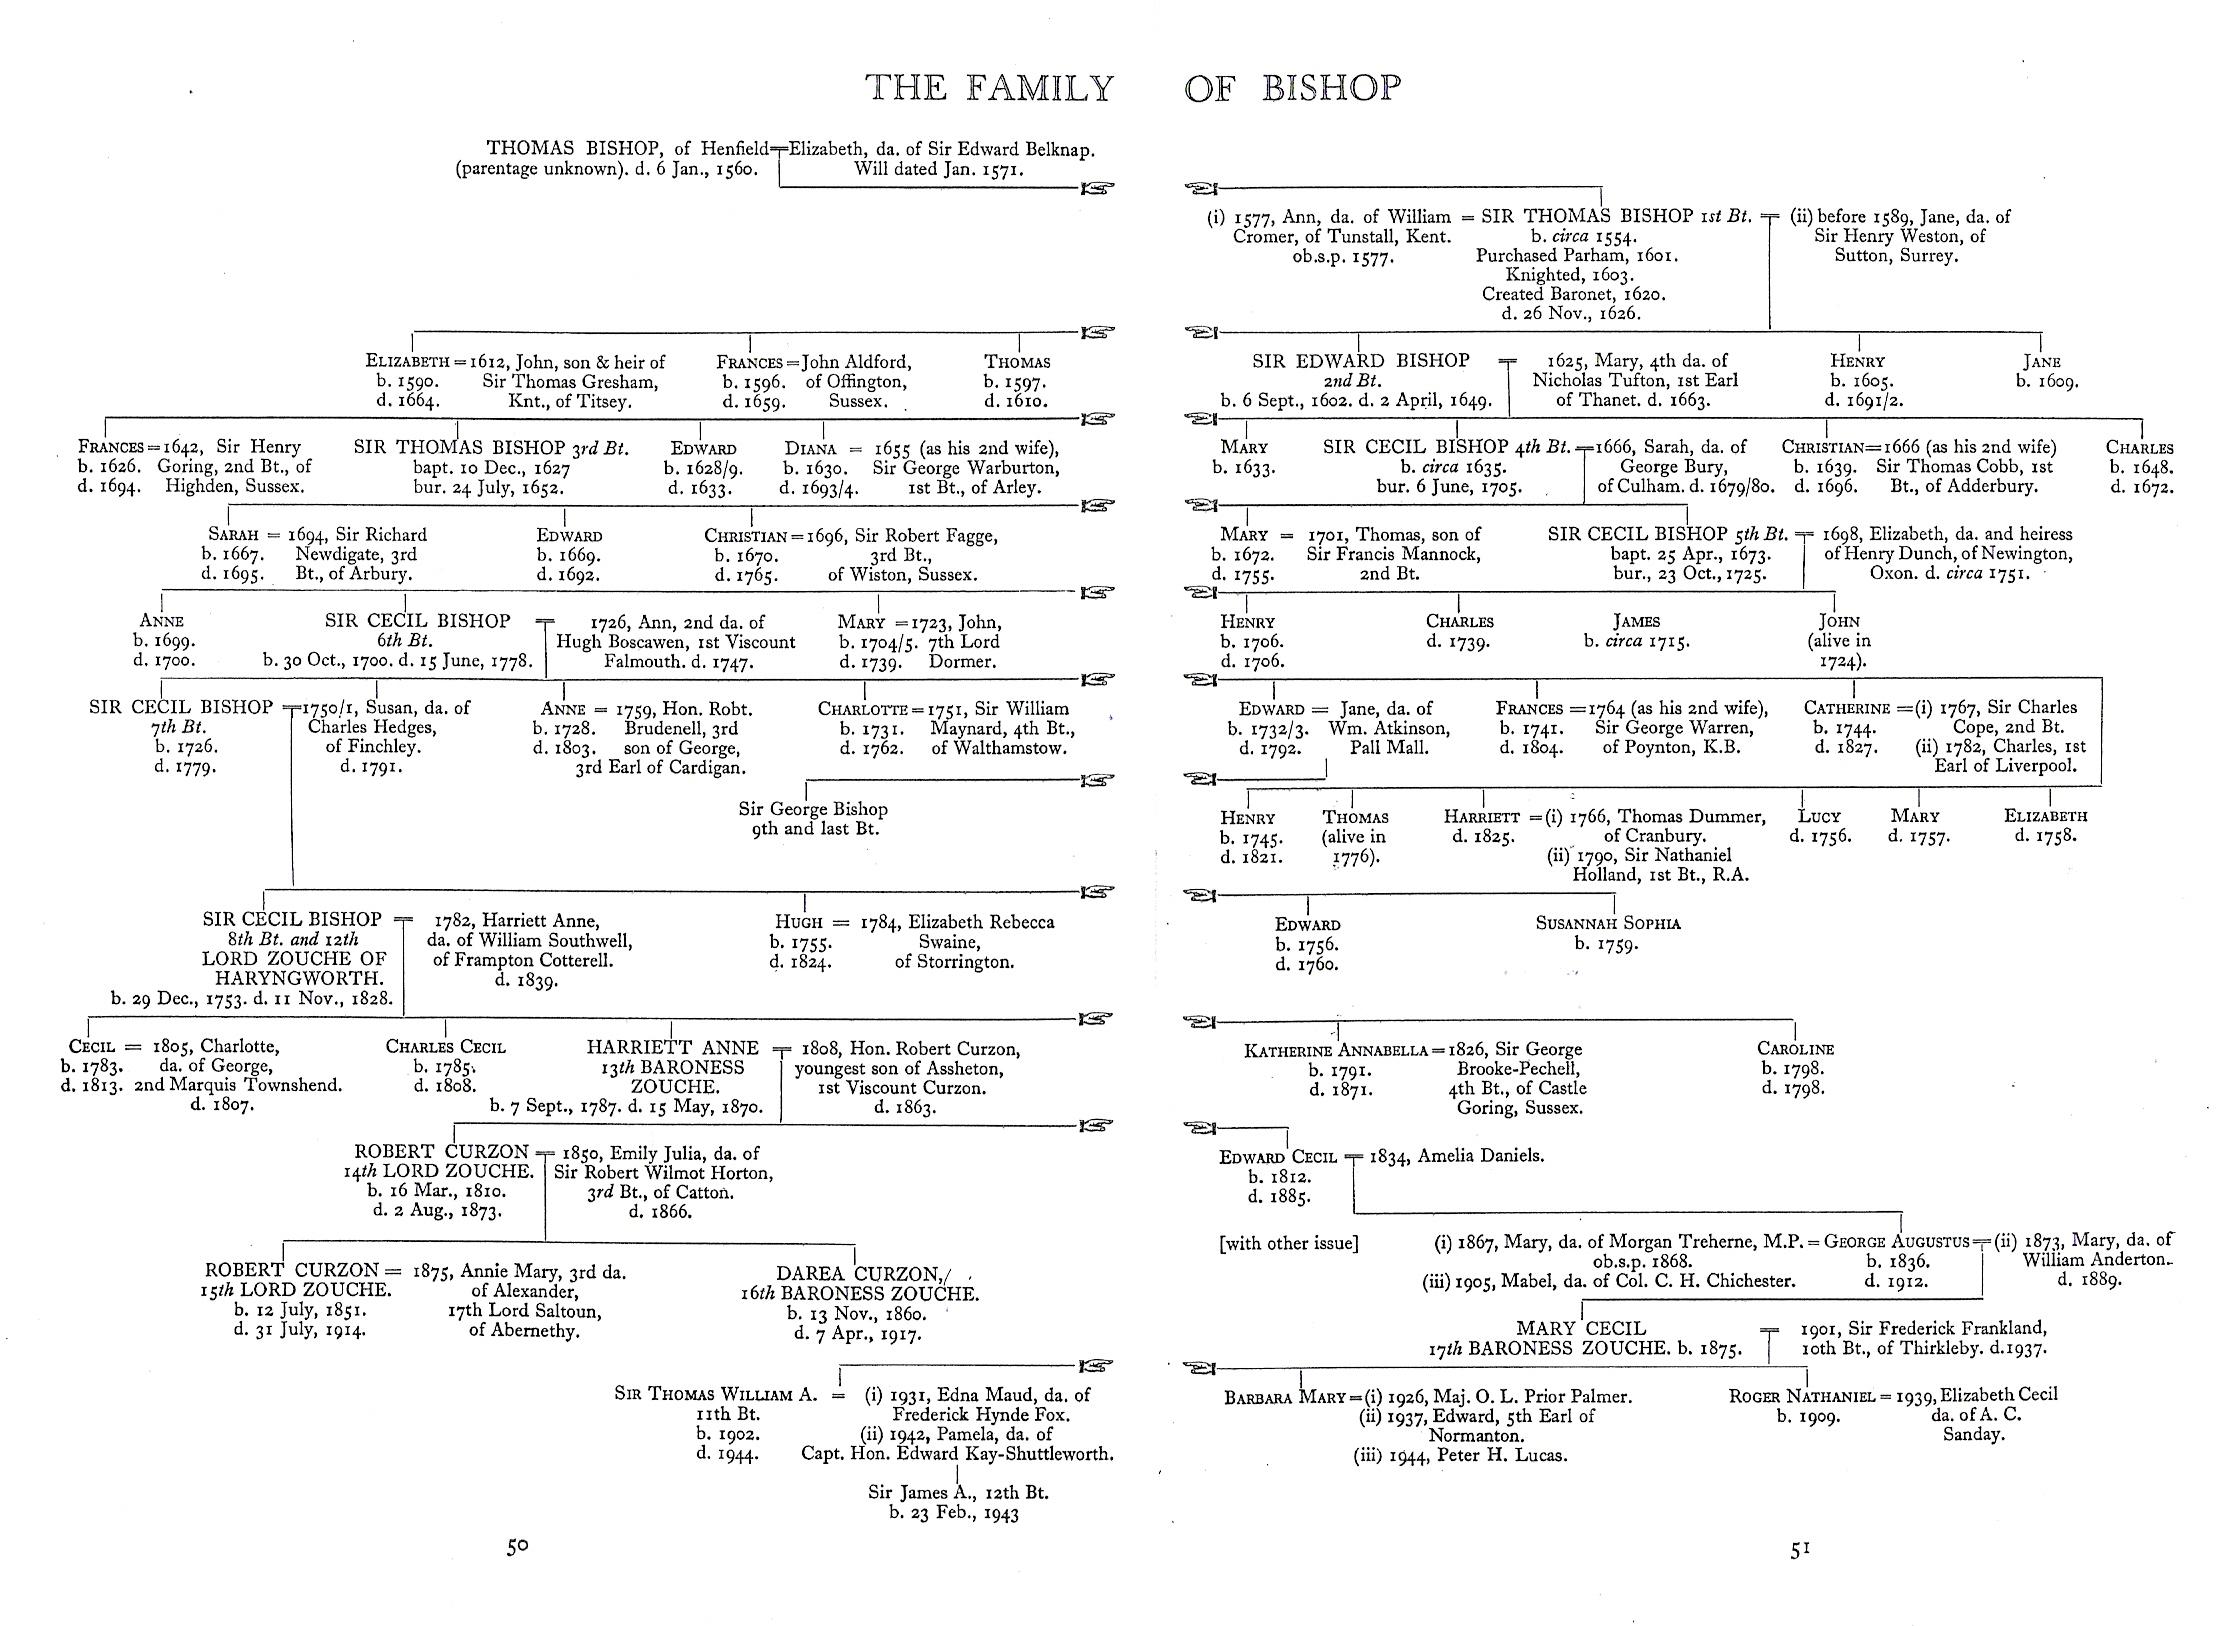 THE FAMILY OF BISHOP
THOMAS BISHOP, of Henfield=Elizabeth, da. of Sir Edward Belknap.
(parentage unknown). d. 6 Jan., 1560. Will dated Jan. 1571.
(i) 1577, Ann, da. of William = SIR THOMAS BISHOP 1st Bt. = (ii) before 1589, Jane, da. of
Cromer, of Tunstall, Kent. b. circa 1554. Sir Henry Weston, of
ob.s.p. 1577. Purchased Parham, 1601. Sutton, Surrey.
Knighted, 1603.
Created Baronet, 1620.
d. 26 Nov., 1626.
ELIZABETH = 1612, John, son & heir of FRANCES = John Aldford, THOMAS
b. 1590. Sir Thomas Gresham, b. 1596. of Offington, b. 1597.
d. 1664. Knt., of Titsey. d. 1659. Sussex. d. 1610.
SIR EDWARD BISHOP = 1625, Mary, 4th da. of HENRY JANE
2nd Bt. Nicholas Tufton, 1st Earl b. 1605. b. 1609.
b. 6 Sept., 1602. d. 2 April, 1649. of Thanet. d. 1663. d. 1691/2.
FRANCES = 1642, Sir Henry SIR THOMAS BISHOP 3rd Bt. EDWARD DIANA = 1655 (as his 2nd wife),
b. 1626. Goring, 2nd Bt., of bapt. 10 Dec., 1627 b. 1628/9. b. 1630. Sir George Warburton,
d. 1694. Highden, Sussex. bur. 24 July, 1652. d. 1633. d. 1693/4. 1st Bt., of Arley.
MARY SIR CECIL BISHOP 4th Bt. = 1666, Sarah, da. of CHRISTIAN = 1666 (as his 2nd wife) CHARLES
b. 1633. b. circa 1635. George Bury, b. 1639. Sir Thomas Cobb, 1st b. 1648.
bur. 6 June, 1705. of Culham. d. 1679/80. d. 1696. Bt., of Adderbury. d. 1672.
SARAH = 1694, Sir Richard EDWARD CHRISTIAN = 1696, Sir Robert Fagge,
b. 1667. Newdigate, 3rd b. 1669. b. 1670. 3rd Bt.,
d. 1695. Bt., of Arbury. d. 1692. d. 1765. of Wiston, Sussex.
MARY = 1701, Thomas, son of SIR CECIL BISHOP 5th Bt. = 1698, Elizabeth, da. and heiress
b. 1672. Sir Francis Mannock, bapt. 25 Apr., 1673. of Henry Dunch, of Newington,
d. 1755. 2nd Bt. bur., 23 Oct., 1725. Oxon. d. circa 1751.
ANNE SIR CECIL BISHOP = 1726, Ann, 2nd da. of MARY = 1723, John,
b. 1699. 6th Bt. Hugh Boscawen, 1st Viscount b. 1704/5. 7th Lord
d. 1700. b. 30 Oct., 1700. d. 15 June, 1778. Falmouth. d. 1747. d. 1739. Dormer.
HENRY CHARLES JAMES JOHN
b. 1706. d. 1739. b. circa 1715. (alive in
d. 1706. 1724).
SIR CECIL BISHOP = 1750/1, Susan, da. of ANNE = 1759, Hon. Robt. CHARLOTTE = 1751, Sir William
7th Bt. Charles Hedges, b. 1728. Brudenell, 3rd b. 1731. Maynard, 4th Bt.,
b. 1726. of Finchley. d. 1803. son of George, d. 1762. of Walthamstow.
d. 1779. d. 1791. 3rd Earl of Cardigan.
EDWARD = Jane, da. of FRANCES = 1764 (as his 2nd wife), CATHERINE = (i) 1767, Sir Charles
b. 1732/3. Wm. Atkinson, b. 1741. Sir George Warren, b. 1744. Cope, 2nd Bt.
d. 1792. Pall Mall. d. 1804. of Poynton, K.B. d. 1827. (ii) 1782, Charles, 1st
Earl of Liverpool.
Sir George Bishop
9th and last Bt.
HENRY THOMAS HARRIETT = (i) 1766, Thomas Dummer, LUCY MARY ELIZABETH
b. 1745. (alive in d. 1825. of Cranbury. d. 1756. d. 1757. d. 1758.
d. 1821. 1776). (ii) 1790, Sir Nathaniel
Holland, 1st Bt., R.A.
SIR CECIL BISHOP = 1782, Harriett Anne, HUGH = 1784, Elizabeth Rebecca
8th Bt. and 12th da. of William Southwell, b. 1755. Swaine,
LORD ZOUCHE OF of Frampton Cotterell. d. 1824. of Storrington.
HARYNGWORTH. d. 1839.
b. 29 Dec., 1753. d. 11 Nov., 1828.
EDWARD SUSANNAH SOPHIA
b. 1756. b. 1759.
d. 1760.
CECIL = 1805, Charlotte, CHARLES CECIL HARRIETT ANNE = 1808, Hon. Robert Curzon,
b. 1783. da. of George, b. 1785. 13th BARONESS youngest son of Assheton,
d. 1813. 2nd Marquis Townshend. d. 1808. ZOUCHE. 1st Viscount Curzon.
d. 1807. b. 7 Sept., 1787. d. 15 May, 1870. d. 1863.
KATHERINE ANNABELLA = 1826, Sir George CAROLINE
b. 1791. Brooke-Pechell, b. 1798.
d. 1871. 4th Bt., of Castle d. 1798.
Goring, Sussex.
ROBERT CURZON = 1850, Emily Julia, da. of
14th LORD ZOUCHE. Sir Robert Wilmot Horton,
b. 16 Mar., 1810. 3rd Bt., of Catton.
d. 2 Aug., 1873. d. 1866.
EDWARD CECIL = 1834, Amelia Daniels.
b. 1812.
d. 1885.
ROBERT CURZON = 1875, Annie Mary, 3rd da. DAREA CURZON,
15th LORD ZOUCHE. of Alexander, 16th BARONESS ZOUCHE.
b. 12 July, 1851. 17th Lord Saltoun, b. 13 Nov., 1860.
d. 31 July, 1914. of Abernethy. d. 7 Apr., 1917.
[with other issue] (i) 1867, Mary, da. of Morgan Treherne, M.P. = GEORGE AUGUSTUS = (ii) 1873, Mary, da. of
ob.s.p. 1868. b. 1836. William Anderton.
(iii) 1905, Mabel, da. of Col. C. H. Chichester. d. 1912. d. 1889.
MARY CECIL = 1901, Sir Frederick Frankland,
17th BARONESS ZOUCHE. b. 1875. 10th Bt., of Thirkleby. d.1937.
SIR THOMAS WILLIAM A. = (i) 1931, Edna Maud, da. of
11th Bt. Frederick Hynde Fox.
b. 1902. (ii) 1942, Pamela, da. of
d. 1944. Capt. Hon. Edward Kay-Shuttleworth.
Sir James A., 12th Bt.
b. 23 Feb., 1943
BARBARA MARY = (i) 1926, Maj. O. L. Prior Palmer. ROGER NATHANIEL = 1939, Elizabeth Cecil
(ii) 1937, Edward, 5th Earl of b. 1909. da. of A. C.
Normanton. Sanday.
(iii) 1944, Peter H. Lucas.
50 51